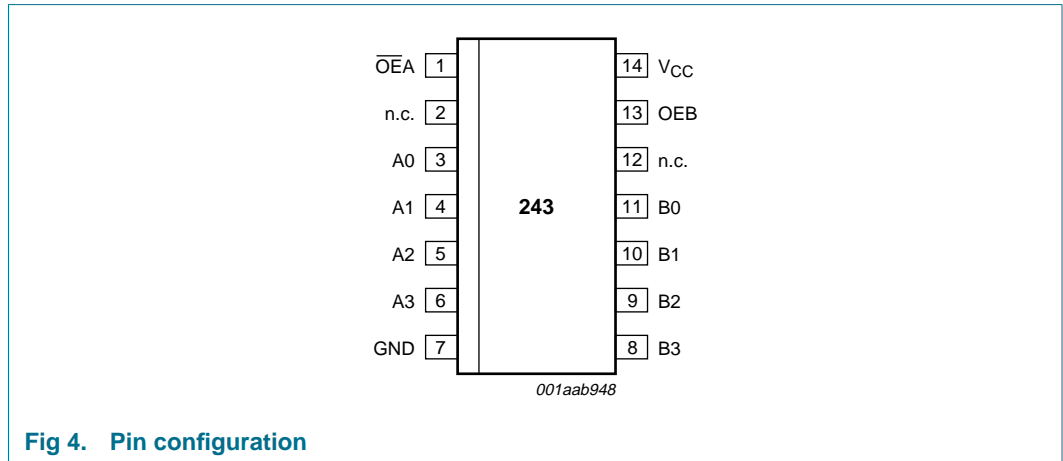 O̅E̅A 1 14 VCC
n.c. 2 13 OEB
A0 3 12 n.c.
A1 4 243 11 B0
A2 5 10 B1
A3 6 9 B2
GND 7 8 B3
001aab948
Fig 4. Pin configuration